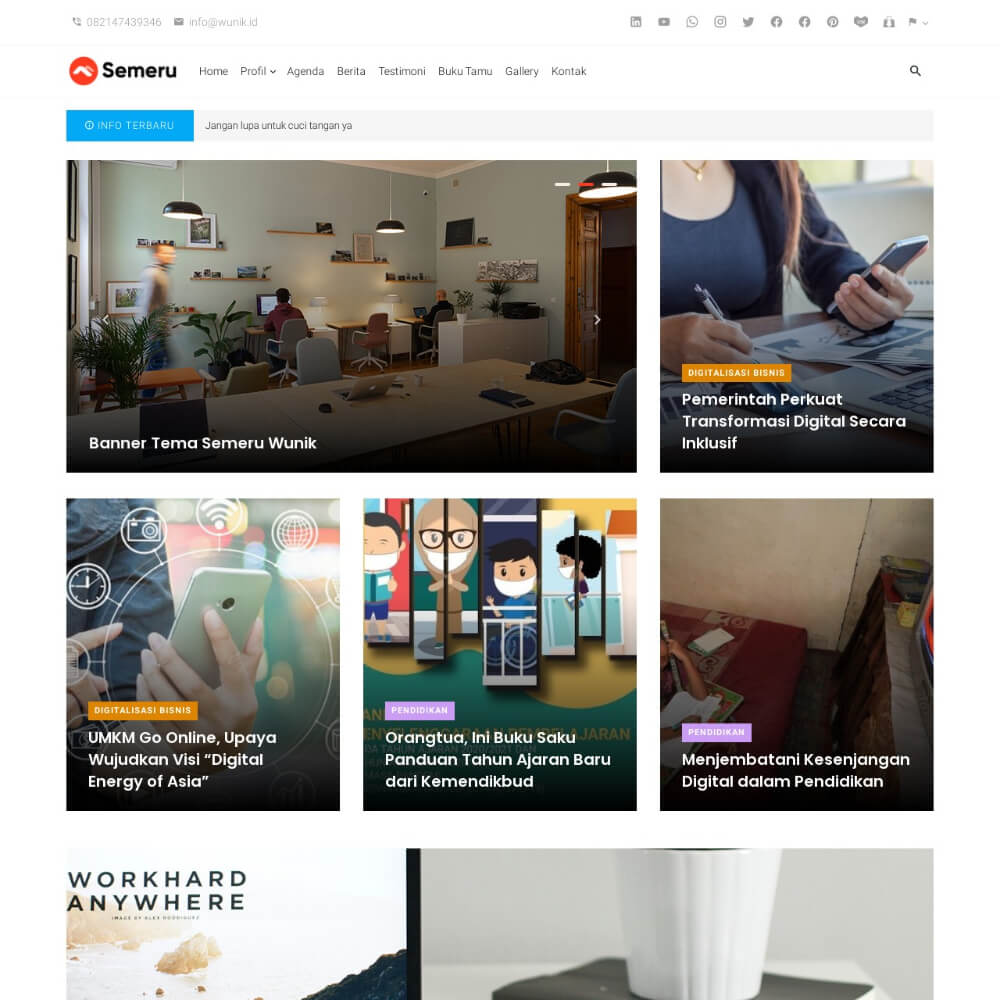 082147439346 info@wunik.id
Semeru Home Profil Agenda Berita Testimoni Buku Tamu Gallery Kontak
INFO TERBARU Jangan lupa untuk cuci tangan ya
Banner Tema Semeru Wunik
DIGITALISASI BISNIS
Pemerintah Perkuat
Transformasi Digital Secara
Inklusif
DIGITALISASI BISNIS
UMKM Go Online, Upaya
Wujudkan Visi “Digital
Energy of Asia”
PENDIDIKAN
Orangtua, Ini Buku Saku
Panduan Tahun Ajaran Baru
dari Kemendikbud
PENDIDIKAN
Menjembatani Kesenjangan
Digital dalam Pendidikan
WORKHARD
ANYWHERE
IMAGE BY ALEX RODRIGUEZ